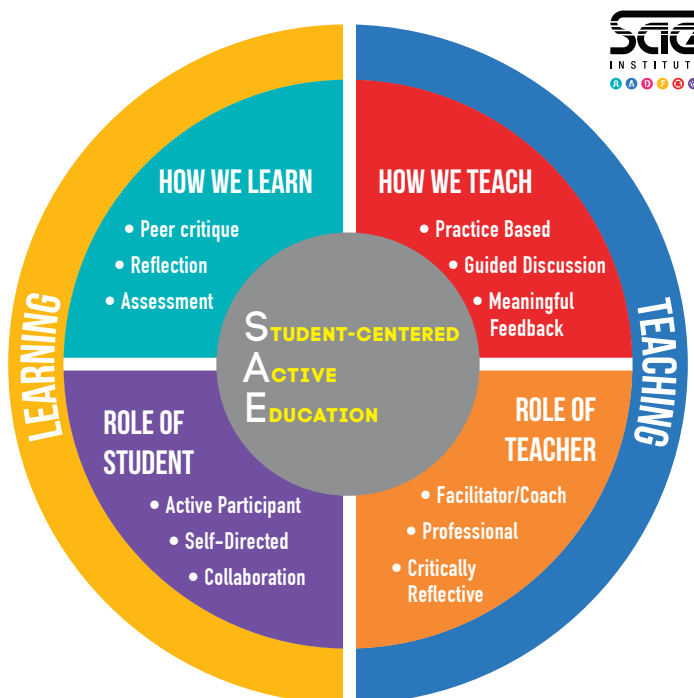 SAE
INSTITUT
A A D F G
LEARNING
HOW WE LEARN
• Peer critique
• Reflection
• Assessment
HOW WE TEACH
• Practice Based
• Guided Discussion
• Meaningful
Feedback
TEACHING
STUDENT-CENTERED
ACTIVE
EDUCATION
ROLE OF
STUDENT
• Active Participant
• Self-Directed
• Collaboration
ROLE OF
TEACHER
• Facilitator/Coach
• Professional
• Critically
Reflective